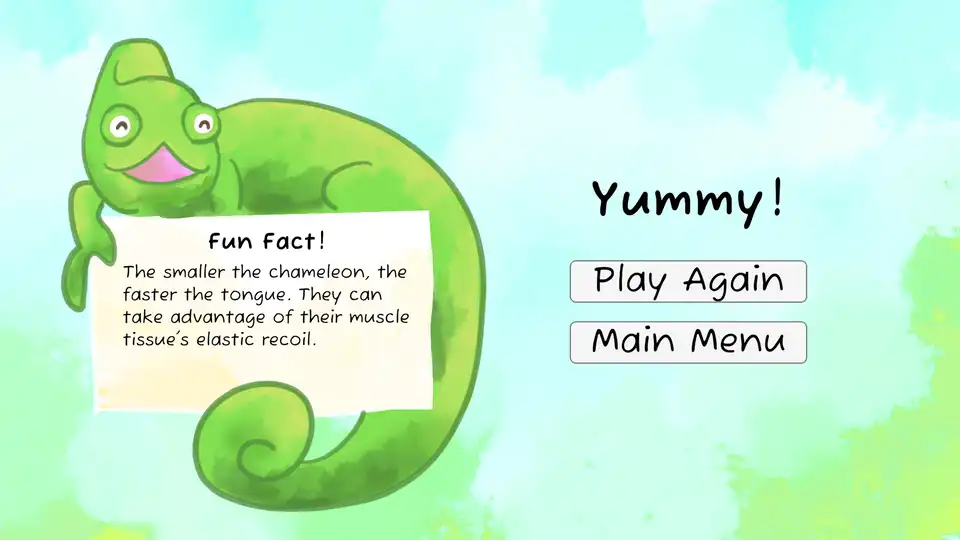 Fun Fact!
The smaller the chameleon, the
faster the tongue. They can
take advantage of their muscle
tissue's elastic recoil.
Yummy!
Play Again
Main Menu